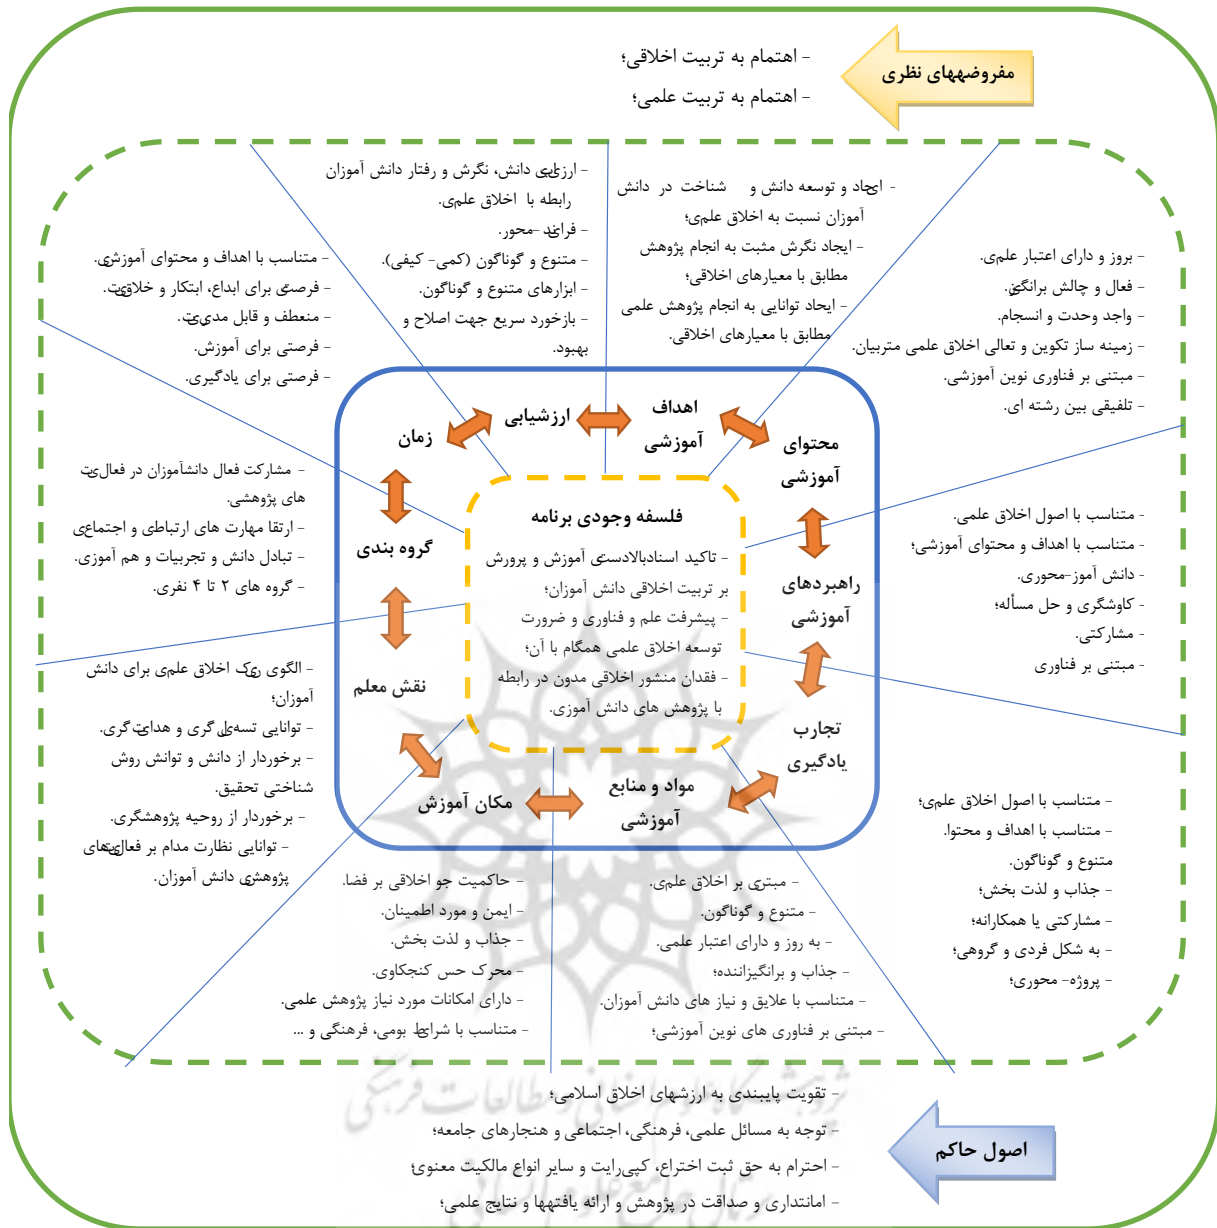 مفروضههای نظری
- اهتمام به تربیت اخلاقی؛
- اهتمام به تربیت علمی؛
- ایجاد و توسعه دانش و شناخت در دانش
آموزان نسبت به اخلاق علمی؛
- ایجاد نگرش مثبت به انجام پژوهش
مطابق با معیارهای اخلاقی؛
- ایحاد توانایی به انجام پژوهش علمی
مطابق با معیارهای اخلاقی.
- ارزیابی دانش، نگرش و رفتار دانش آموزان
رابطه با اخلاق علمی.
- فرایند -محور.
- متنوع و گوناگون (کمی- کیفی).
- ابزارهای متنوع و گوناگون.
- بازخورد سریع جهت اصلاح و
بهبود.
- متناسب با اهداف و محتوای آموزشی.
- فرصتی برای ابداع، ابتکار و خلاقیت.
- منعطف و قابل مدیریت.
- فرصتی برای آموزش.
- فرصتی برای یادگیری.
- بروز و دارای اعتبار علمی.
- فعال و چالش برانگیز.
- واجد وحدت و انسجام.
- زمینه ساز تکوین و تعالی اخلاق علمی متربیان.
- مبتنی بر فناوری نوین آموزشی.
- تلفیقی بین رشته ای.
اهداف
آموزشی
ارزشیابی
زمان
محتوای
آموزشی
گروه بندی
راهبردهای
آموزشی
نقش معلم
تجارب
یادگیری
مکان آموزش
مواد و منابع
آموزشی
فلسفه وجودی برنامه
- تاکید اسنادبالادستی آموزش و پرورش
بر تربیت اخلاقی دانش آموزان؛
- پیشرفت علم و فناوری و ضرورت
توسعه اخلاق علمی همگام با آن؛
- فقدان منشور اخلاقی مدون در رابطه
با پژوهش های دانش آموزی.
- مشارکت فعال دانشآموزان در فعالیت
های پژوهشی.
- ارتقا مهارت های ارتباطی و اجتماعی
- تبادل دانش و تجربیات و هم آموزی.
- گروه های ۲ تا ۴ نفری.
- متناسب با اصول اخلاق علمی.
- متناسب با اهداف و محتوای آموزشی؛
- دانش آموز-محوری.
- کاوشگری و حل مسأله؛
- مشارکتی.
- مبتنی بر فناوری
- الگوی نیک اخلاق علمی برای دانش
آموزان؛
- توانایی تسهیل گری و هدایت گری.
- برخوردار از دانش و توانش روش
شناختی تحقیق.
- برخوردار از روحیه پژوهشگری.
- توانایی نظارت مدام بر فعالیتهای
پژوهشی دانش آموزان.
- متناسب با اصول اخلاق علمی؛
- متناسب با اهداف و محتوا.
متنوع و گوناگون.
- جذاب و لذت بخش؛
- مشارکتی یا همکارانه؛
- به شکل فردی و گروهی؛
- پروژه- محوری؛
- مبتنی بر اخلاق علمی.
- متنوع و گوناگون.
- به روز و دارای اعتبار علمی.
- جذاب و برانگیزاننده؛
- متناسب با علایق و نیاز های دانش آموزان.
- مبتنی بر فناوری های نوین آموزشی؛
- حاکمیت جو اخلاقی بر فضا.
- ایمن و مورد اطمینان.
- جذاب و لذت بخش.
- محرک حس کنجکاوی.
- دارای امکانات مورد نیاز پژوهش علمی.
- متناسب با شرایط بومی، فرهنگی و ...
اصول حاکم
- تقویت پایبندی به ارزشهای اخلاق اسلامی؛
- توجه به مسائل علمی، فرهنگی، اجتماعی و هنجارهای جامعه؛
- احترام به حق ثبت اختراع، کپی‌رایت و سایر انواع مالکیت معنوی؛
- امانتداری و صداقت در پژوهش و ارائه یافتهها و نتایج علمی؛
پژوهشگاه علوم انسانی و مطالعات فرهنگی
پرتال جامع علوم انسانی